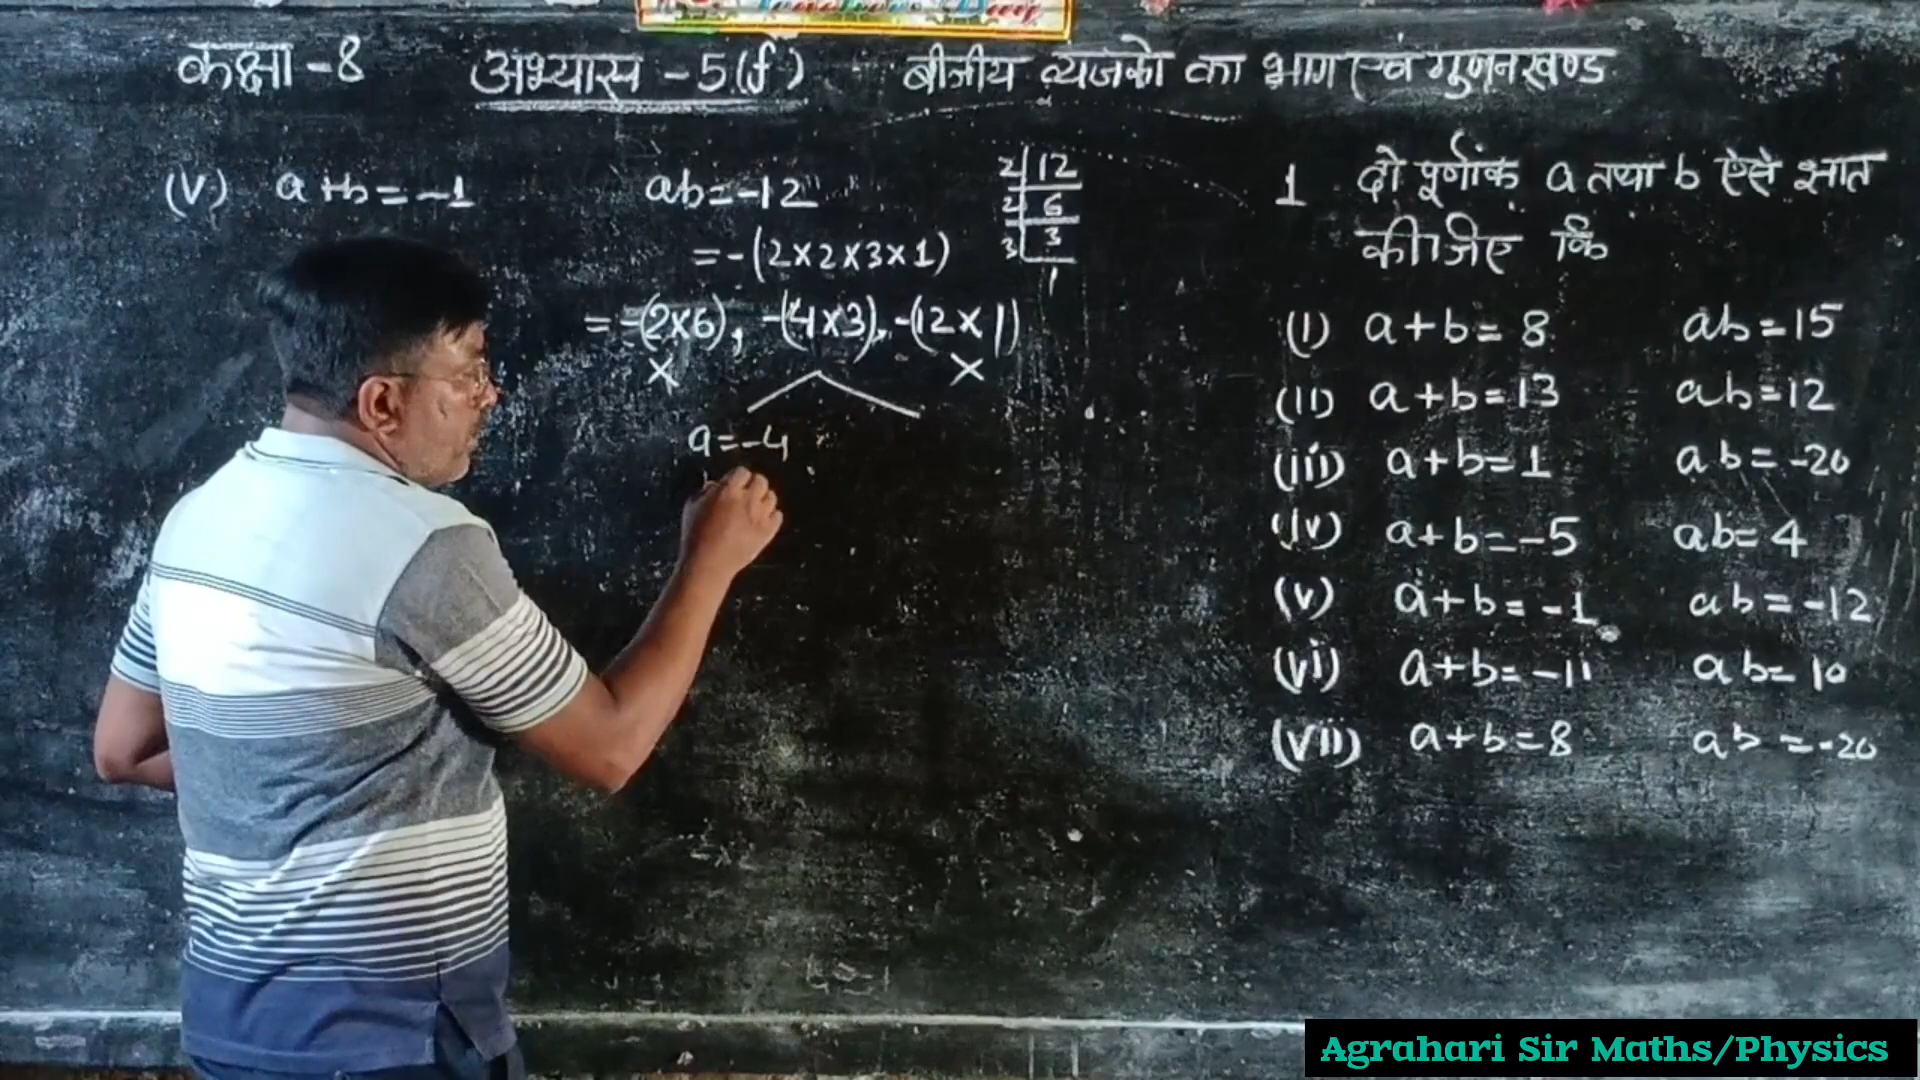 कक्षा -8 अभ्यास -5(f) बीजीय व्यंजको का भाग एवं गुणनखण्ड
(V) a+b=-1 ab=-12
=-(2×2×3×1)
=-(2×6), -(4×3), -(12×1)
× ×
a=-4
2 12
2 6
3 3
1
1 दो पूर्णांक a तथा b ऐसे ज्ञात
कीजिए कि
(i) a+b=8 ab=15
(ii) a+b=13 ab=12
(iii) a+b=1 ab=-20
(iv) a+b=-5 ab=4
(v) a+b=-1 ab=-12
(vi) a+b=-11 ab=10
(vii) a+b=8 ab=-20
Agrahari Sir Maths/Physics